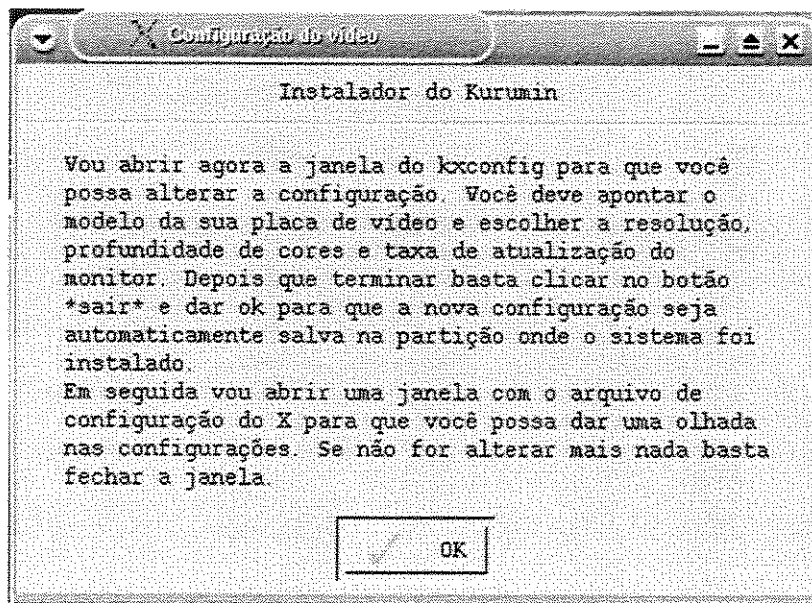 Configuração do vídeo
Instalador do Kurumin
Vou abrir agora a janela do kxconfig para que você
possa alterar a configuração. Você deve apontar o
modelo da sua placa de vídeo e escolher a resolução,
profundidade de cores e taxa de atualização do
monitor. Depois que terminar basta clicar no botão
*sair* e dar ok para que a nova configuração seja
automaticamente salva na partição onde o sistema foi
instalado.
Em seguida vou abrir uma janela com o arquivo de
configuração do X para que você possa dar uma olhada
nas configurações. Se não for alterar mais nada basta
fechar a janela.
OK